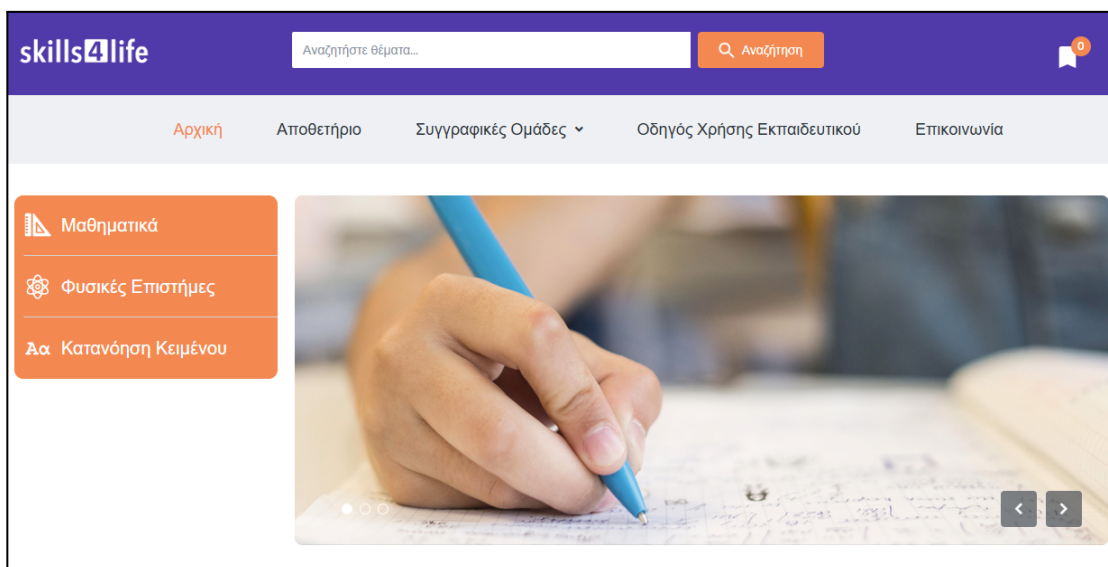 skills4life
Αναζητήστε θέματα...
Αναζήτηση
0
Αρχική
Αποθετήριο
Συγγραφικές Ομάδες
Οδηγός Χρήσης Εκπαιδευτικού
Επικοινωνία
Μαθηματικά
Φυσικές Επιστήμες
Αα Κατανόηση Κειμένου